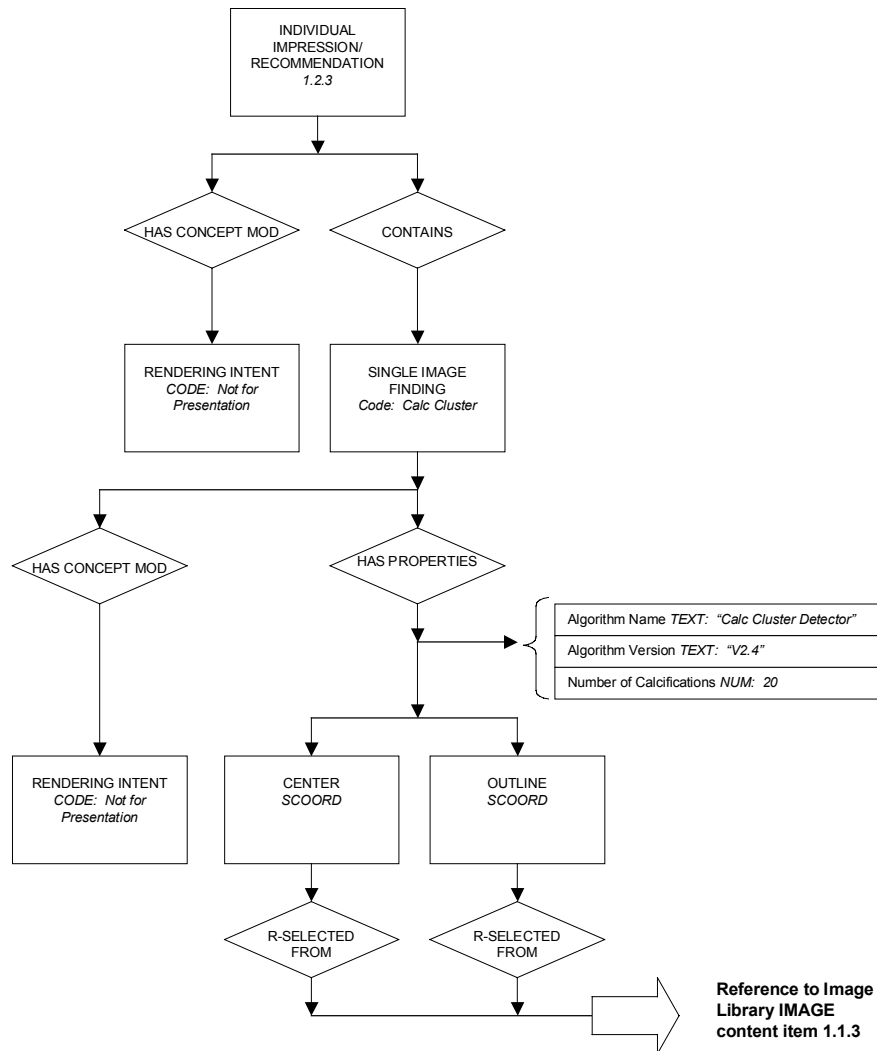 INDIVIDUAL
IMPRESSION/
RECOMMENDATION
1.2.3
HAS CONCEPT MOD
CONTAINS
RENDERING INTENT
CODE: Not for
Presentation
SINGLE IMAGE
FINDING
Code: Calc Cluster
HAS CONCEPT MOD
HAS PROPERTIES
Algorithm Name TEXT: “Calc Cluster Detector”
Algorithm Version TEXT: “V2.4”
Number of Calcifications NUM: 20
RENDERING INTENT
CODE: Not for
Presentation
CENTER
SCOORD
OUTLINE
SCOORD
R-SELECTED
FROM
R-SELECTED
FROM
Reference to Image
Library IMAGE
content item 1.1.3